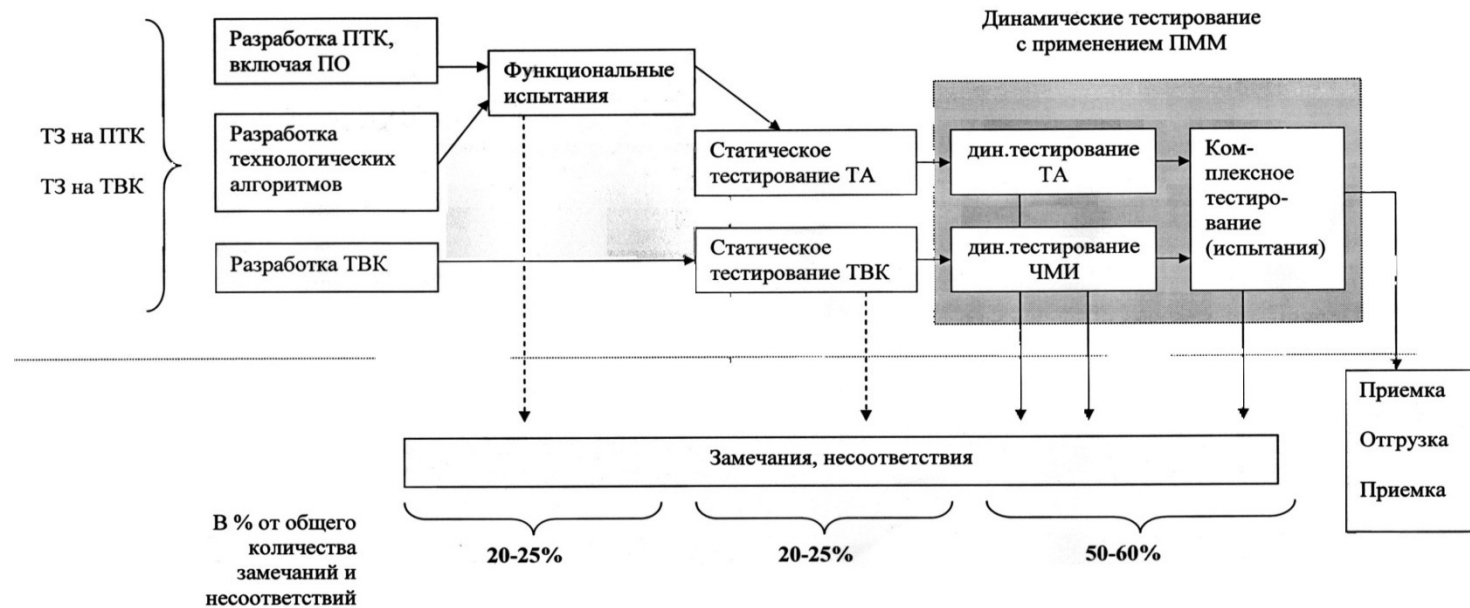 Динамические тестирование
с применением ПММ
ТЗ на ПТК
ТЗ на ТВК
Разработка ПТК,
включая ПО
Разработка
технологических
алгоритмов
Разработка ТВК
Функциональные
испытания
Статическое
тестирование ТА
Статическое
тестирование ТВК
дин.тестирование
ТА
дин.тестирование
ЧМИ
Ком-
плексное
тестиро-
вание
(испытания)
Приемка
Отгрузка
Приемка
Замечания, несоответствия
В % от общего
количества
замечаний и
несоответствий
20-25%
20-25%
50-60%